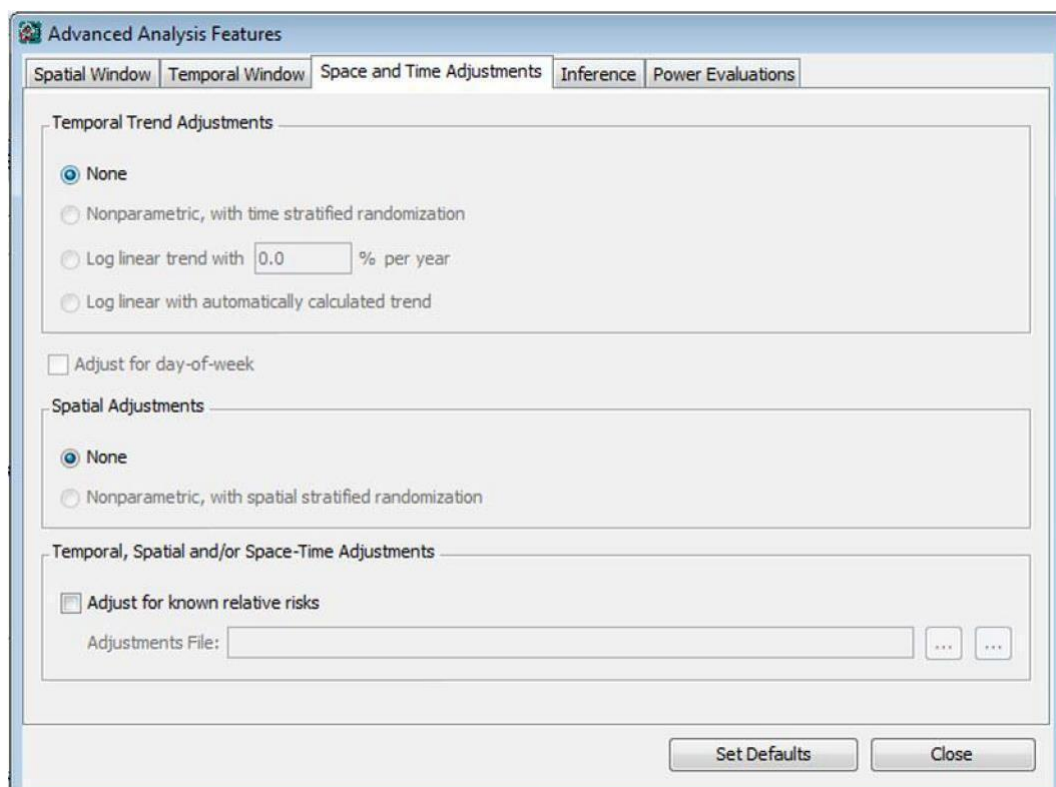 Advanced Analysis Features
Spatial Window Temporal Window Space and Time Adjustments Inference Power Evaluations
Temporal Trend Adjustments
None
Nonparametric, with time stratified randomization
Log linear trend with 0.0 % per year
Log linear with automatically calculated trend
Adjust for day-of-week
Spatial Adjustments
None
Nonparametric, with spatial stratified randomization
Temporal, Spatial and/or Space-Time Adjustments
Adjust for known relative risks
Adjustments File: ... ...
Set Defaults Close